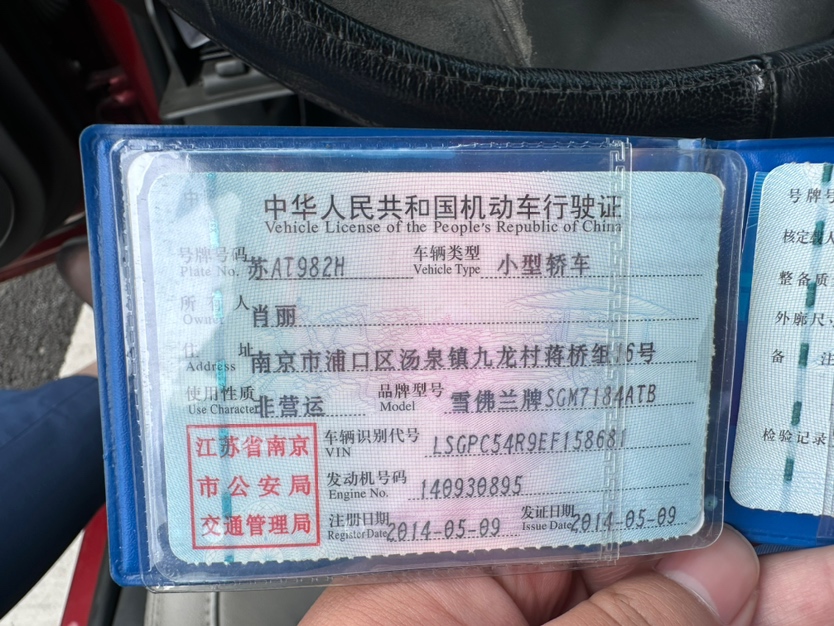 中华人民共和国机动车行驶证
Vehicle License of the People's Republic of China
号牌号码 苏AT982H 车辆类型 小型轿车
Plate No. Vehicle Type
所有人 肖丽
Owner
住址 南京市浦口区汤泉镇九龙村蒋桥组16号
Address
使用性质 非营运 品牌型号 雪佛兰牌SGM7184ATB
Use Character Model
江苏省南京
市公安局
交通管理局
车辆识别代号 LSGPC54R9EF158681
VIN
发动机号码 140930895
Engine No.
注册日期 2014-05-09 发证日期 2014-05-09
Register Date Issue Date
号牌号
核定载人
整备质
外廓尺
备注
检验记录